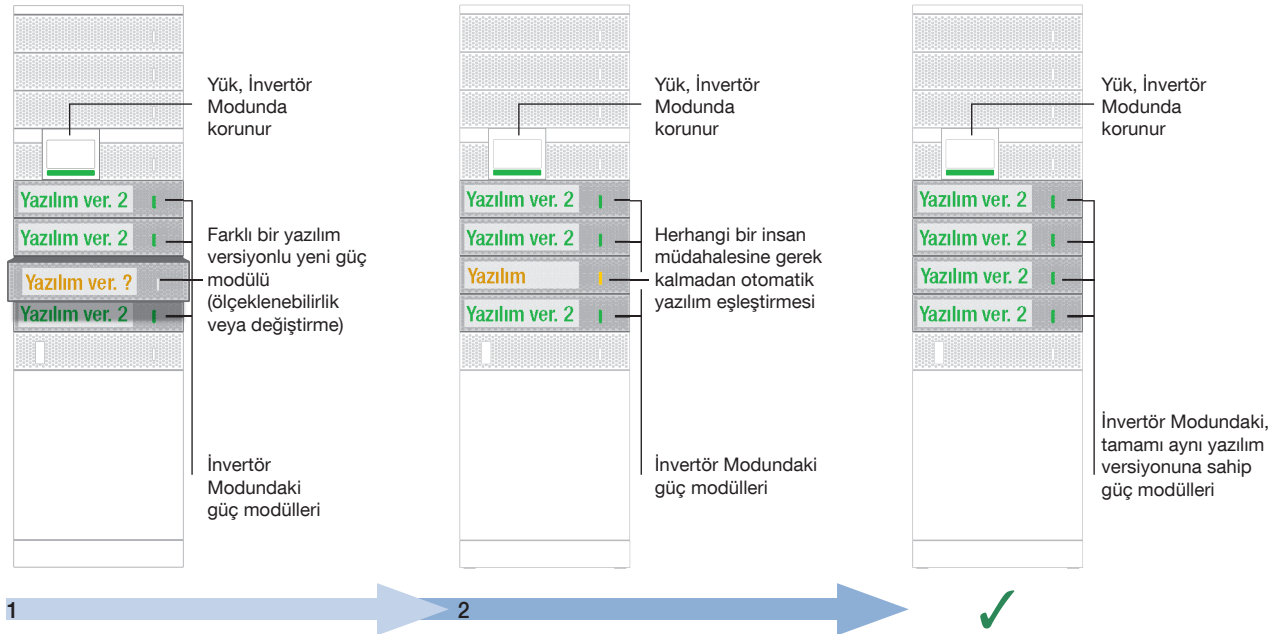 Yük, İnvertör
Modunda
korunur
Yazılım ver. 2
Yazılım ver. 2
Yazılım ver. ?
Yazılım ver. 2
Farklı bir yazılım
versiyonlu yeni güç
modülü
(ölçeklenebilirlik
veya değiştirme)
İnvertör
Modundaki
güç modülleri
Yük, İnvertör
Modunda
korunur
Yazılım ver. 2
Yazılım ver. 2
Yazılım
Yazılım ver. 2
Herhangi bir insan
müdahalesine gerek
kalmadan otomatik
yazılım eşleştirmesi
İnvertör Modundaki
güç modülleri
Yük, İnvertör
Modunda
korunur
Yazılım ver. 2
Yazılım ver. 2
Yazılım ver. 2
Yazılım ver. 2
İnvertör Modundaki,
tamamı aynı yazılım
versiyonuna sahip
güç modülleri
1
2